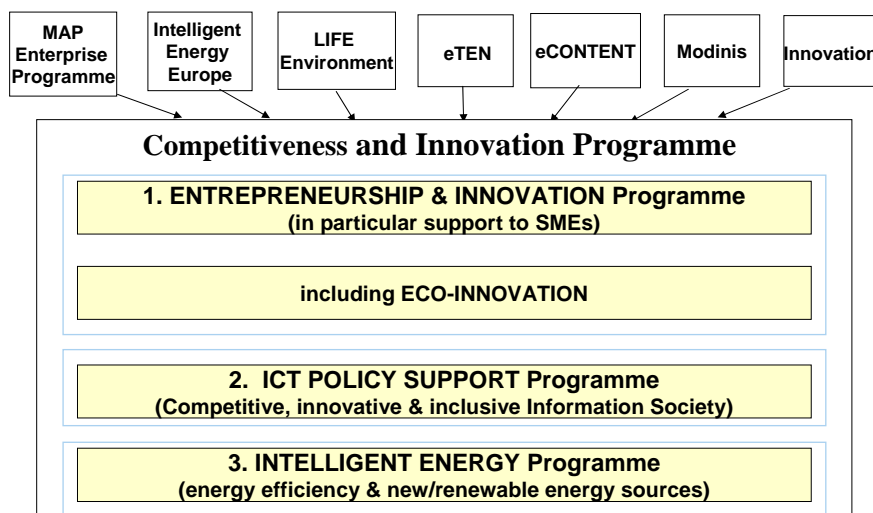 MAP
Enterprise
Programme
Intelligent
Energy
Europe
LIFE
Environment
eTEN
eCONTENT
Modinis
Innovation
Competitiveness and Innovation Programme
1. ENTREPRENEURSHIP & INNOVATION Programme
(in particular support to SMEs)
including ECO-INNOVATION
2. ICT POLICY SUPPORT Programme
(Competitive, innovative & inclusive Information Society)
3. INTELLIGENT ENERGY Programme
(energy efficiency & new/renewable energy sources)